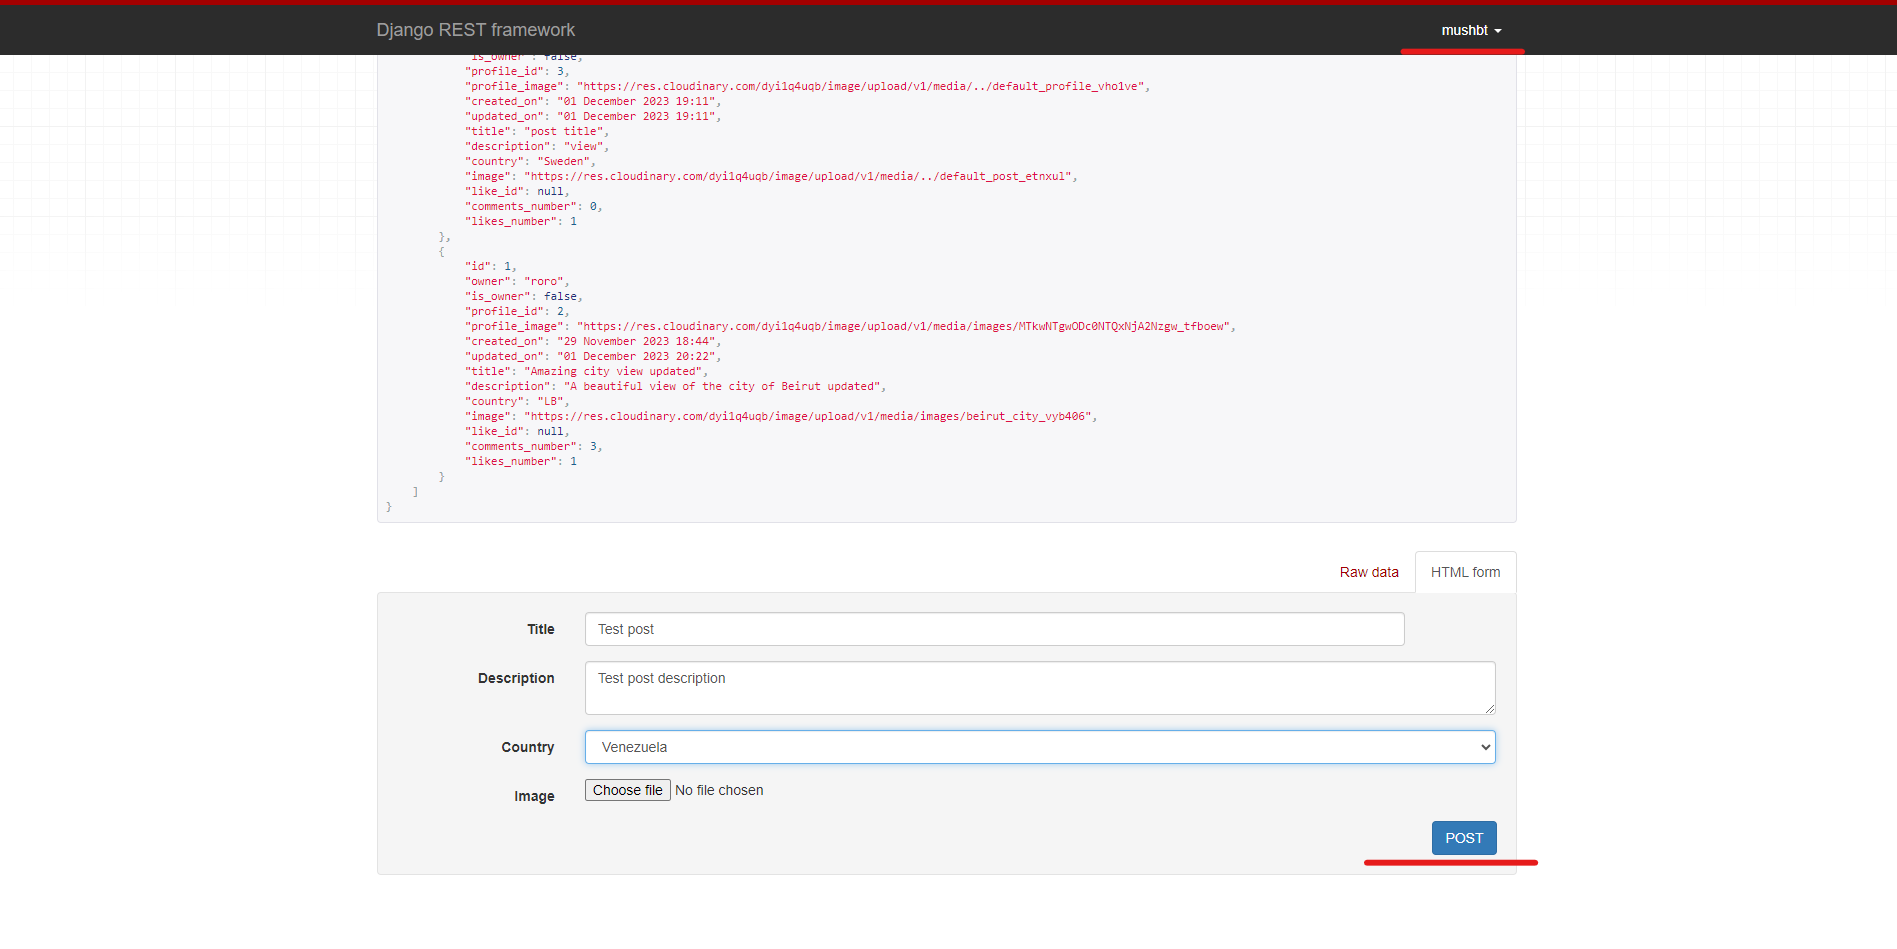 Django REST framework
mushbt
"is_owner": false,
"profile_id": 3,
"profile_image": "https://res.cloudinary.com/dyi1q4uqb/image/upload/v1/media/../default_profile_vho1ve",
"created_on": "01 December 2023 19:11",
"updated_on": "01 December 2023 19:11",
"title": "post title",
"description": "view",
"country": "Sweden",
"image": "https://res.cloudinary.com/dyi1q4uqb/image/upload/v1/media/../default_post_etnxul",
"like_id": null,
"comments_number": 0,
"likes_number": 1
},
{
"id": 1,
"owner": "roro",
"is_owner": false,
"profile_id": 2,
"profile_image": "https://res.cloudinary.com/dyi1q4uqb/image/upload/v1/media/images/MTkwNTgwODc0NTQxNjA2Nzgw_tfboew",
"created_on": "29 November 2023 18:44",
"updated_on": "01 December 2023 20:22",
"title": "Amazing city view updated",
"description": "A beautiful view of the city of Beirut updated",
"country": "LB",
"image": "https://res.cloudinary.com/dyi1q4uqb/image/upload/v1/media/images/beirut_city_vyb406",
"like_id": null,
"comments_number": 3,
"likes_number": 1
}
]
}
Raw data
HTML form
Title
Test post
Description
Test post description
Country
Venezuela
Image
Choose file No file chosen
POST